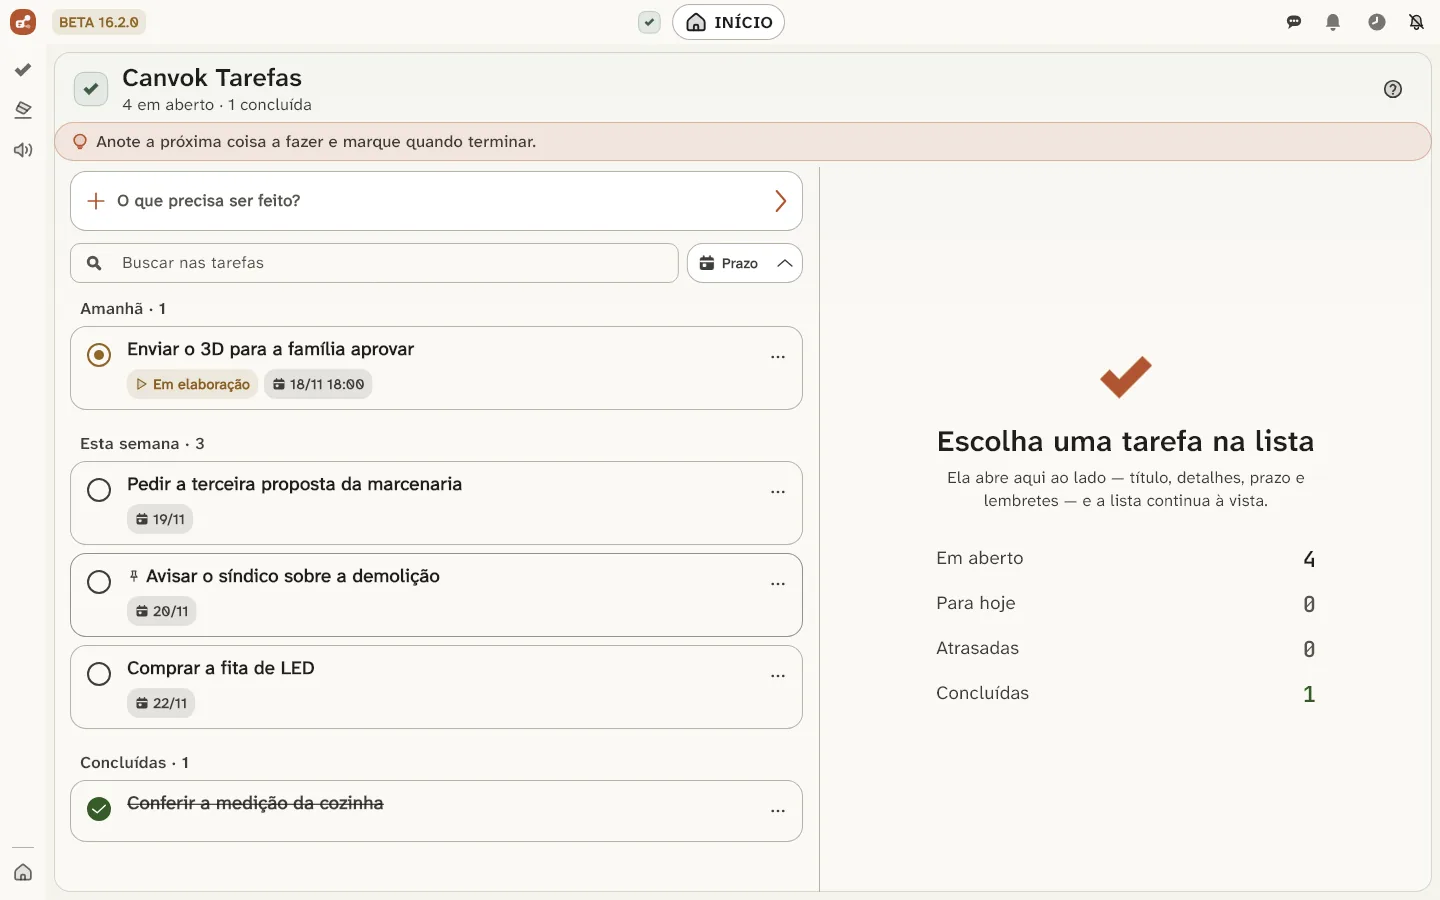 BETA 16.2.0
INÍCIO
Canvok Tarefas
4 em aberto · 1 concluída
Anote a próxima coisa a fazer e marque quando terminar.
O que precisa ser feito?
Buscar nas tarefas
Prazo
Amanhã · 1
Enviar o 3D para a família aprovar
Em elaboração
18/11 18:00
Esta semana · 3
Pedir a terceira proposta da marcenaria
19/11
Avisar o síndico sobre a demolição
20/11
Comprar a fita de LED
22/11
Concluídas · 1
Conferir a medição da cozinha
Escolha uma tarefa na lista
Ela abre aqui ao lado — título, detalhes, prazo e
lembretes — e a lista continua à vista.
Em aberto 4
Para hoje 0
Atrasadas 0
Concluídas 1